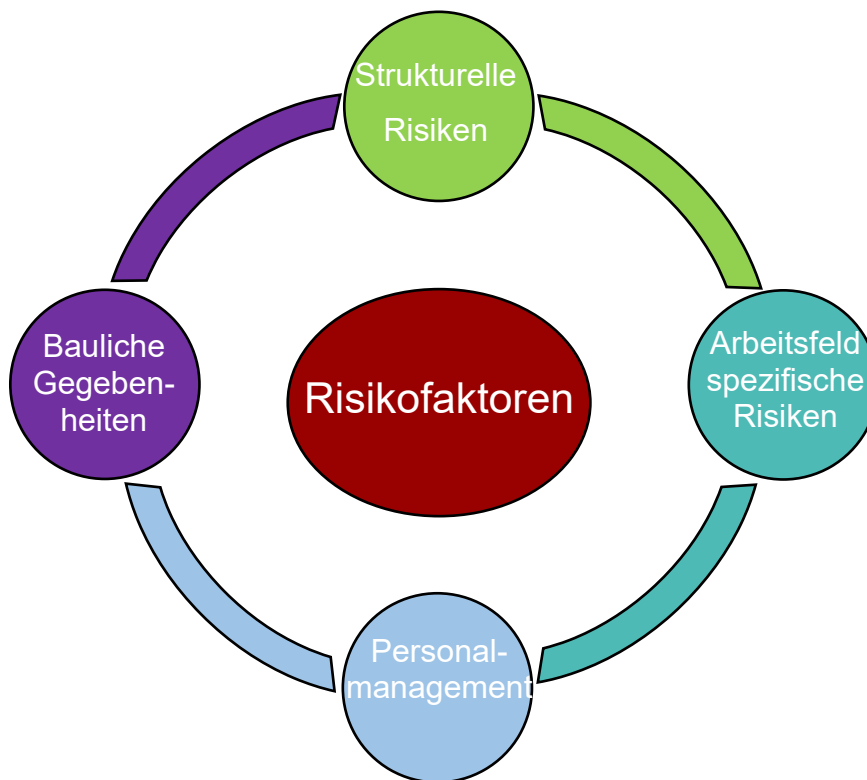 Strukturelle
Risiken
Bauliche
Gegeben-
heiten
Risikofaktoren
Arbeitsfeld
spezifische
Risiken
Personal-
management